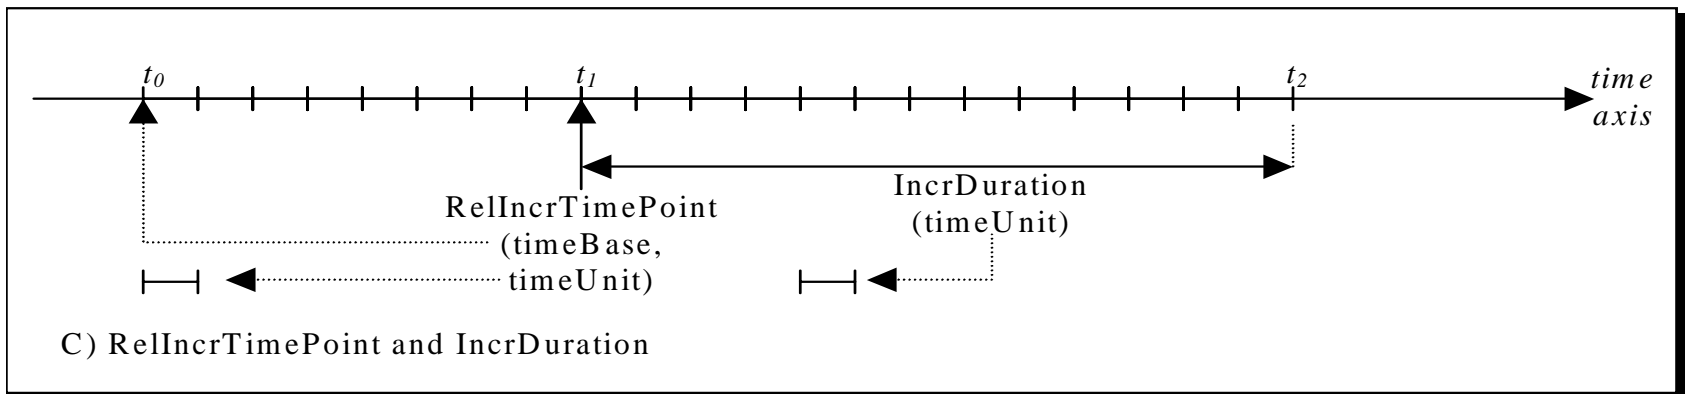 t0
t1
t2
time
axis
RelIncrTimePoint
(timeBase,
timeUnit)
IncrDuration
(timeUnit)
C) RelIncrTimePoint and IncrDuration